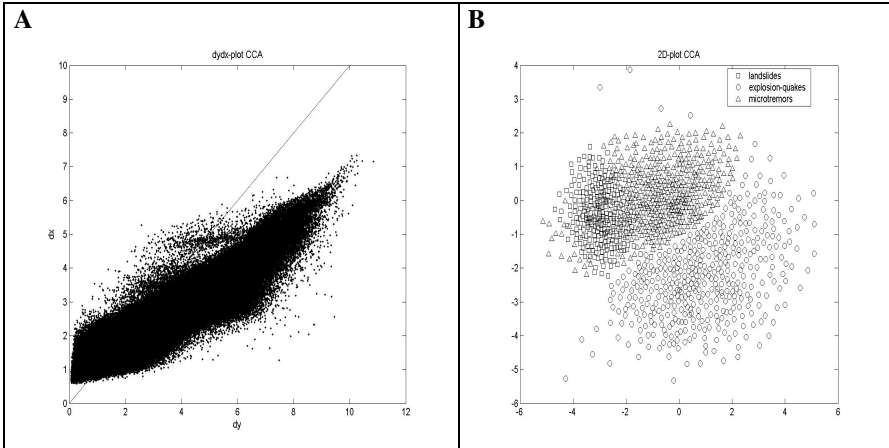 A
dydx-plot CCA
10
9
8
7
6
5
4
3
2
1
0
dx
0 2 4 6 8 10 12
dy
B
2D-plot CCA
landslides
explosion-quakes
microtremors
4
3
2
1
0
-1
-2
-3
-4
-5
-6
-6 -4 -2 0 2 4 6